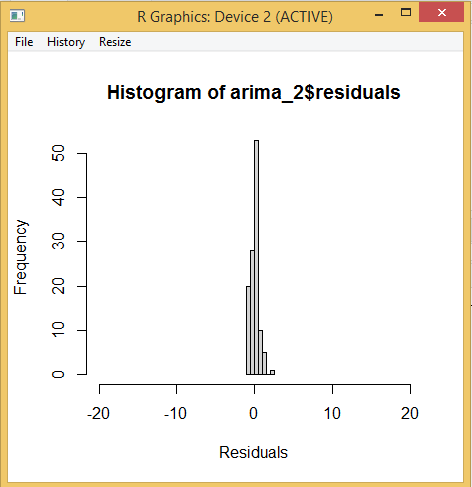 R Graphics: Device 2 (ACTIVE)
File History Resize
Histogram of arima_2$residuals
Frequency
50
40
30
20
10
0
-20 -10 0 10 20
Residuals